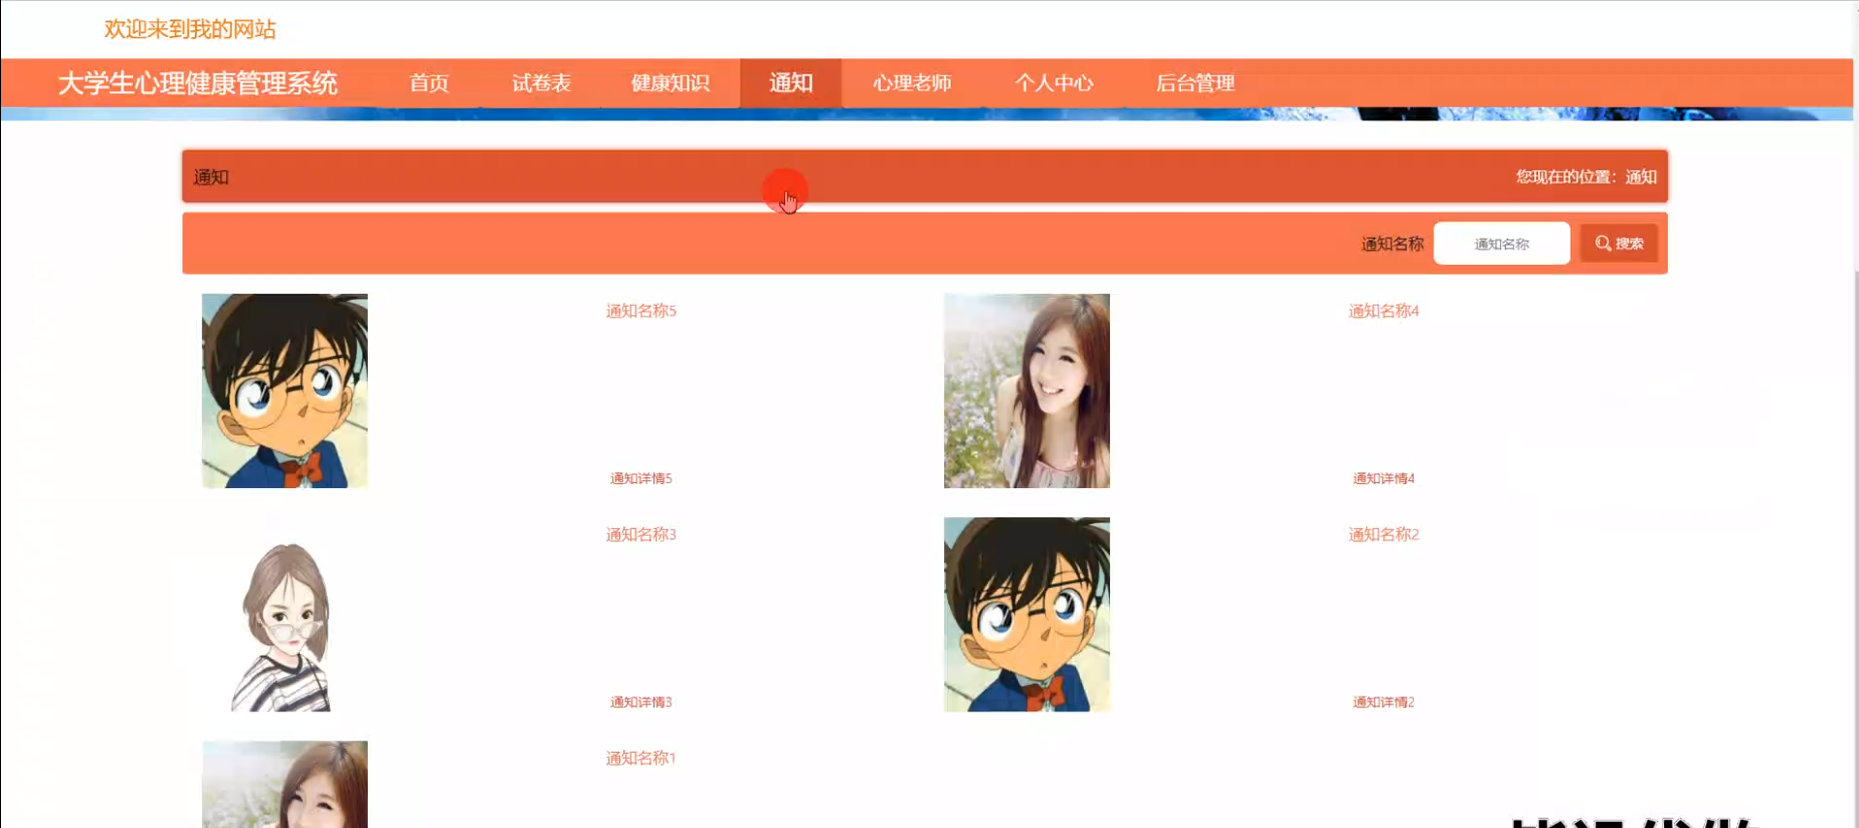 欢迎来到我的网站
大学生心理健康管理系统 首页 试卷表 健康知识 通知 心理老师 个人中心 后台管理
通知 您现在的位置：通知
通知名称 通知名称 搜索
通知名称5 通知名称4
通知详情5 通知详情4
通知名称3 通知名称2
通知详情3 通知详情2
通知名称1